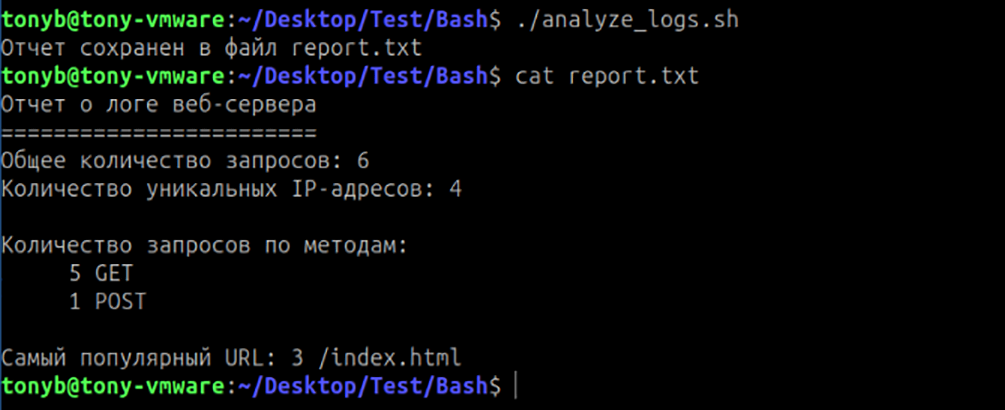 tonyb@tony-vmware:~/Desktop/Test/Bash$ ./analyze_logs.sh
Отчет сохранен в файл report.txt
tonyb@tony-vmware:~/Desktop/Test/Bash$ cat report.txt
Отчет о логе веб-сервера
========================
Общее количество запросов: 6
Количество уникальных IP-адресов: 4
Количество запросов по методам:
5 GET
1 POST
Самый популярный URL: 3 /index.html
tonyb@tony-vmware:~/Desktop/Test/Bash$